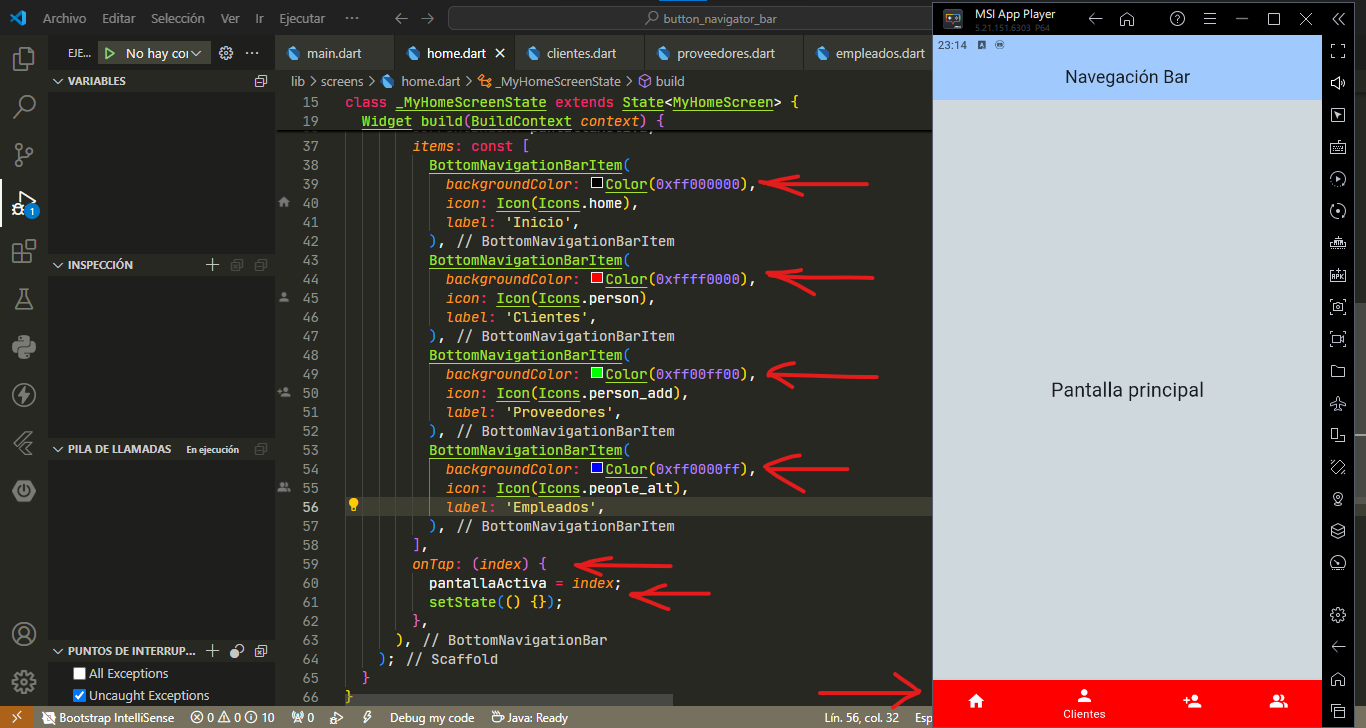 Archivo Editar Selección Ver Ir Ejecutar ···
button_navigator_bar
MSI App Player
5.21.151.6303 P64
EJE... No hay coı ···
main.dart home.dart clientes.dart proveedores.dart empleados.dart
lib > screens > home.dart > _MyHomeScreenState > build
VARIABLES
15 class _MyHomeScreenState extends State<MyHomeScreen> {
19 Widget build(BuildContext context) {
37 items: const [
38 BottomNavigationBarItem(
39 backgroundColor: Color(0xff000000),
40 icon: Icon(Icons.home),
41 label: 'Inicio',
42 ), // BottomNavigationBarItem
43 BottomNavigationBarItem(
44 backgroundColor: Color(0xffff0000),
45 icon: Icon(Icons.person),
46 label: 'Clientes',
47 ), // BottomNavigationBarItem
48 BottomNavigationBarItem(
49 backgroundColor: Color(0xff00ff00),
50 icon: Icon(Icons.person_add),
51 label: 'Proveedores',
52 ), // BottomNavigationBarItem
53 BottomNavigationBarItem(
54 backgroundColor: Color(0xff0000ff),
55 icon: Icon(Icons.people_alt),
56 label: 'Empleados',
57 ), // BottomNavigationBarItem
58 ],
59 onTap: (index) {
60 pantallaActiva = index;
61 setState(() {});
62 },
63 ), // BottomNavigationBar
64 ); // Scaffold
65 }
66 }
INSPECCIÓN
PILA DE LLAMADAS En ejecución
PUNTOS DE INTERRUP...
All Exceptions
Uncaught Exceptions
1
23:14
Navegación Bar
Pantalla principal
Clientes
APK
Bootstrap IntelliSense 0 0 10 0 Debug my code Java: Ready Lín. 56, col. 32 Esp